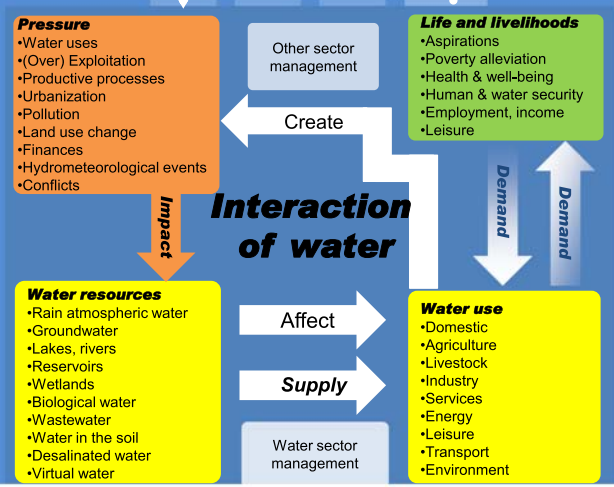 Pressure
•Water uses
•(Over) Exploitation
•Productive processes
•Urbanization
•Pollution
•Land use change
•Finances
•Hydrometeorological events
•Conflicts
Other sector
management
Life and livelihoods
•Aspirations
•Poverty alleviation
•Health & well-being
•Human & water security
•Employment, income
•Leisure
Create
Impact
Interaction
of water
Demand
Demand
Water resources
•Rain atmospheric water
•Groundwater
•Lakes, rivers
•Reservoirs
•Wetlands
•Biological water
•Wastewater
•Water in the soil
•Desalinated water
•Virtual water
Affect
Supply
Water sector
management
Water use
•Domestic
•Agriculture
•Livestock
•Industry
•Services
•Energy
•Leisure
•Transport
•Environment